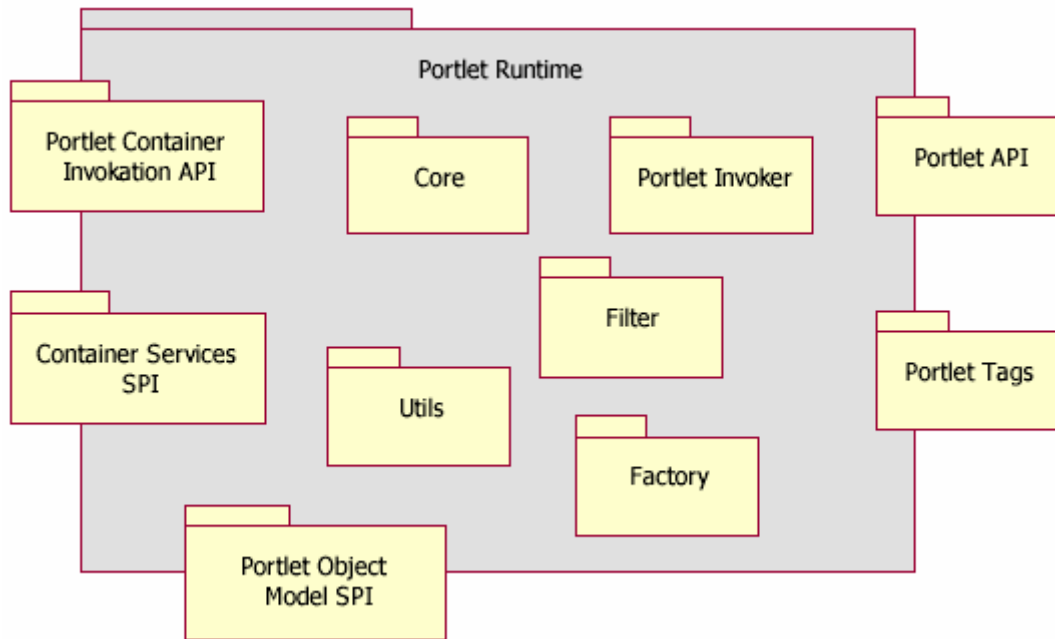 Portlet Runtime
Portlet Container
Invokation API
Core
Portlet Invoker
Portlet API
Filter
Container Services
SPI
Portlet Tags
Utils
Factory
Portlet Object
Model SPI